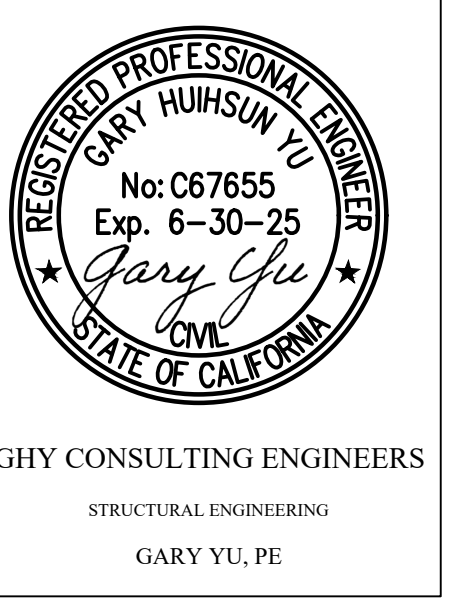 REGISTERED PROFESSIONAL ENGINEER
GARY HUIHSUN YU
No: C67655
Exp. 6-30-25
Gary Yu
CIVIL
STATE OF CALIFORNIA
GHY CONSULTING ENGINEERS
STRUCTURAL ENGINEERING
GARY YU, PE